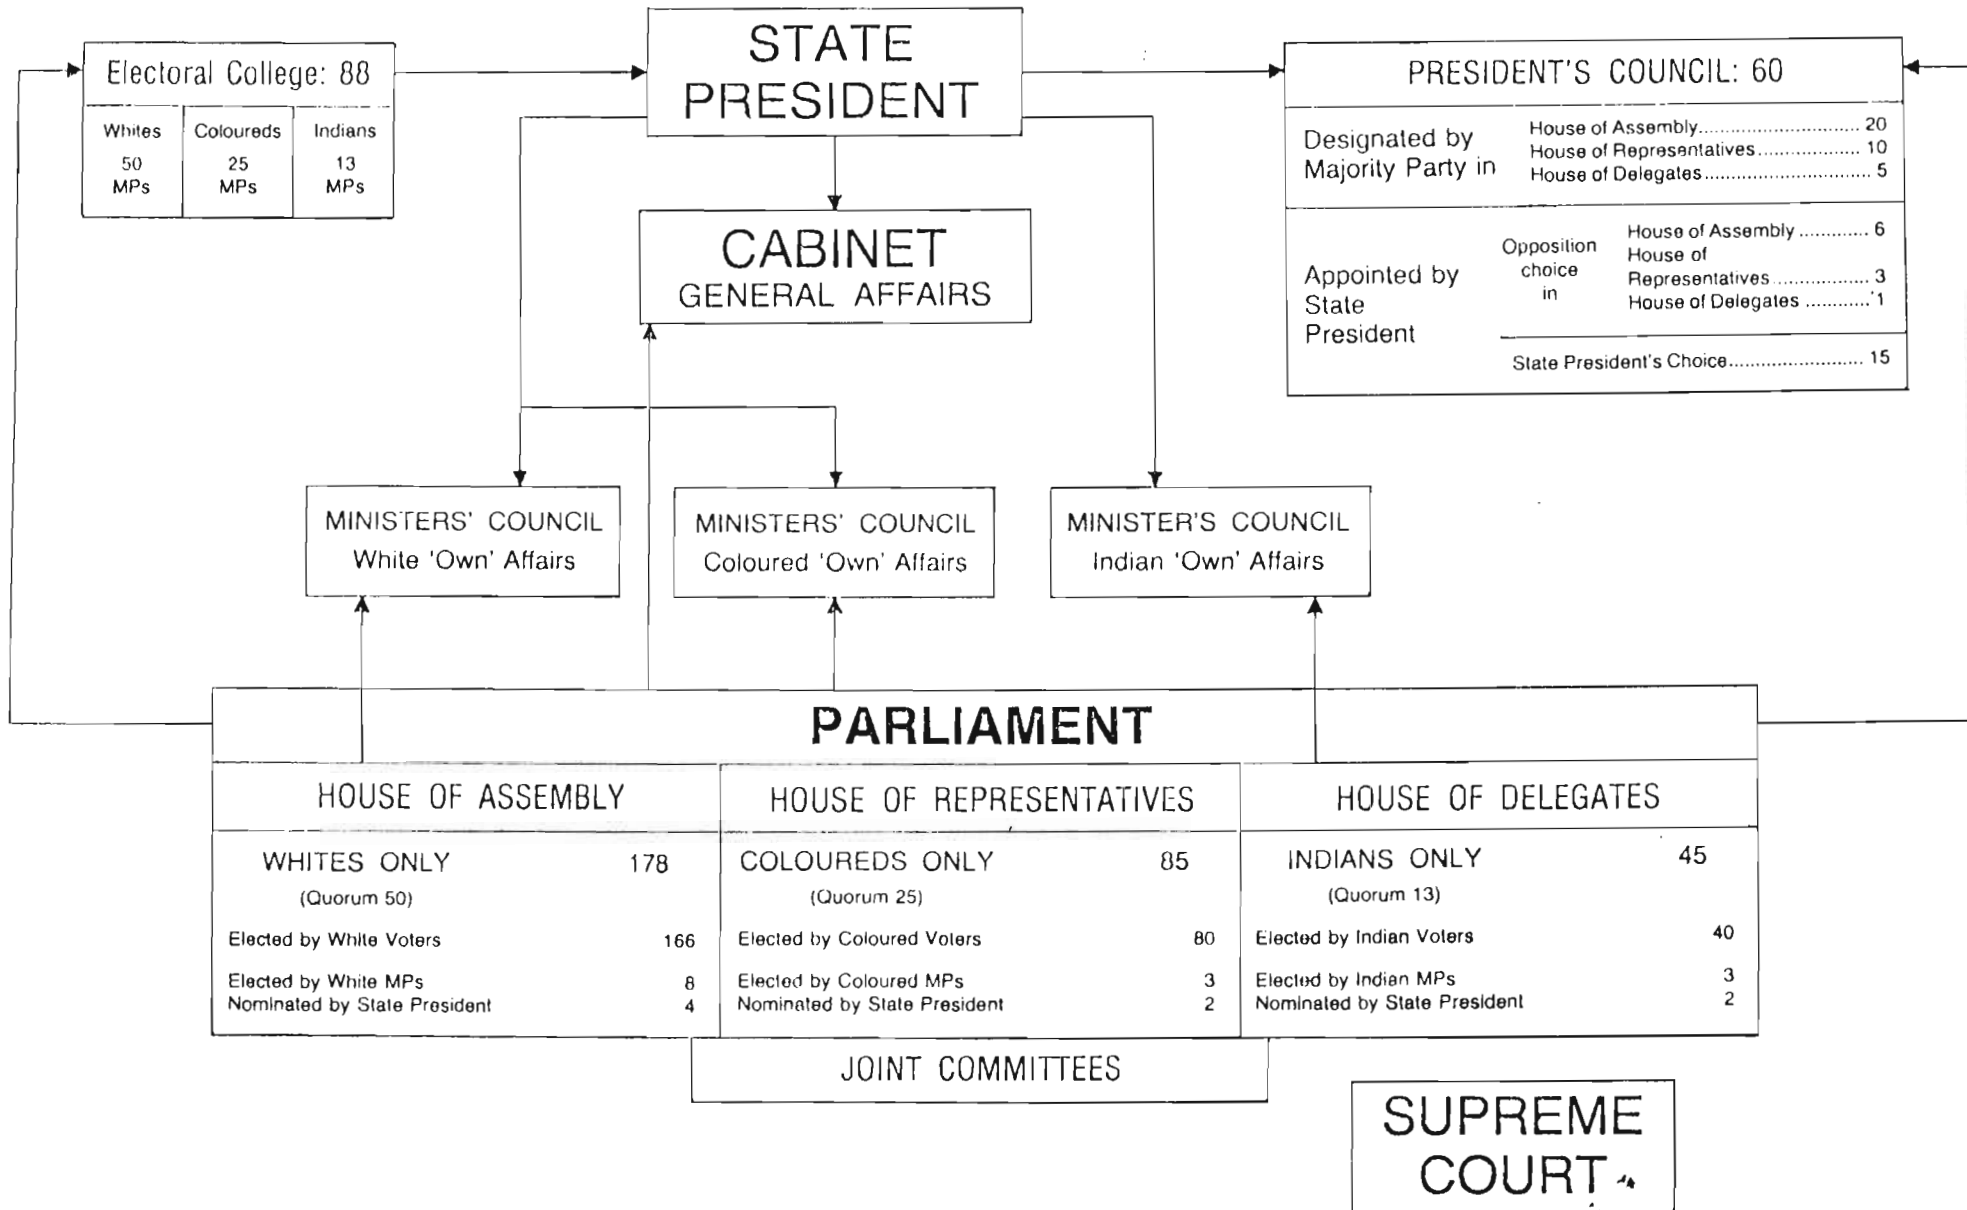 Electoral College: 88
Whites
50
MPs
Coloureds
25
MPs
Indians
13
MPs
STATE
PRESIDENT
PRESIDENT'S COUNCIL: 60
Designated by
Majority Party in
House of Assembly............................ 20
House of Representatives.................. 10
House of Delegates............................. 5
Appointed by
State
President
Opposition
choice
in
House of Assembly ............ 6
House of
Representatives................. 3
House of Delegates ........... 1
State President's Choice........................ 15
CABINET
GENERAL AFFAIRS
MINISTERS' COUNCIL
White 'Own' Affairs
MINISTERS' COUNCIL
Coloured 'Own' Affairs
MINISTER'S COUNCIL
Indian 'Own' Affairs
PARLIAMENT
HOUSE OF ASSEMBLY
WHITES ONLY 178
(Quorum 50)
Elected by White Voters 166
Elected by White MPs 8
Nominated by State President 4
HOUSE OF REPRESENTATIVES
COLOUREDS ONLY 85
(Quorum 25)
Elected by Coloured Voters 80
Elected by Coloured MPs 3
Nominated by State President 2
HOUSE OF DELEGATES
INDIANS ONLY 45
(Quorum 13)
Elected by Indian Voters 40
Elected by Indian MPs 3
Nominated by State President 2
JOINT COMMITTEES
SUPREME
COURT